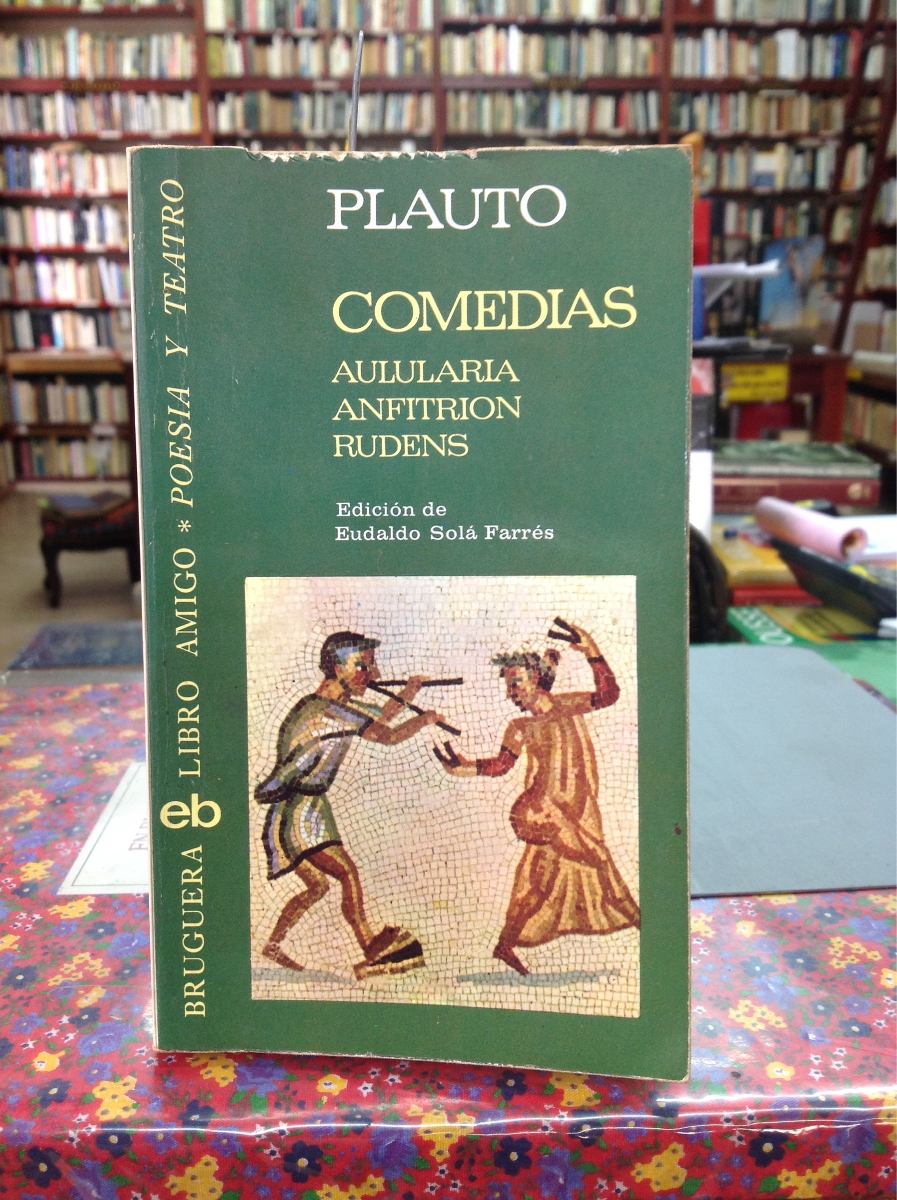 PLAUTO
COMEDIAS
AULULARIA
ANFITRION
RUDENS
Edición de
Eudaldo Solá Farrés
BRUGUERA eb LIBRO AMIGO * POESIA Y TEATRO